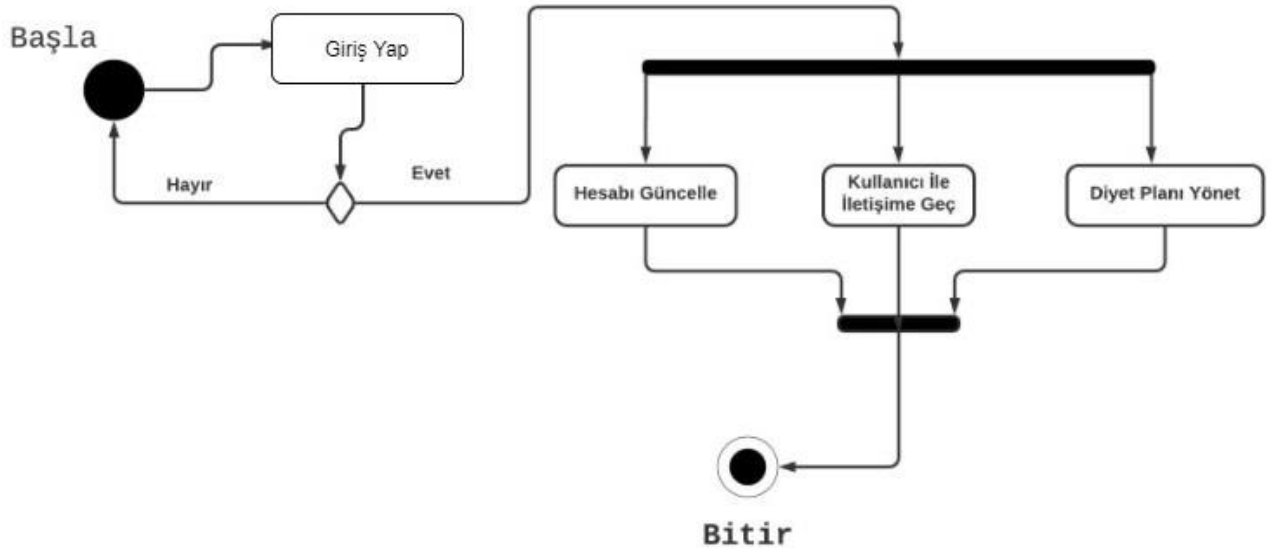 Başla
Giriş Yap
Hayır
Evet
Hesabı Güncelle
Kullanıcı İle
İletişime Geç
Diyet Planı Yönet
Bitir